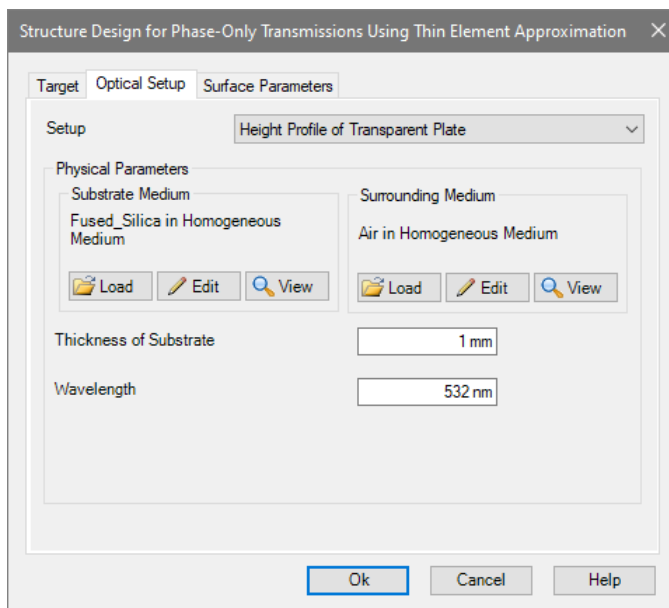 Structure Design for Phase-Only Transmissions Using Thin Element Approximation
Target Optical Setup Surface Parameters
Setup Height Profile of Transparent Plate
Physical Parameters
Substrate Medium
Fused_Silica in Homogeneous
Medium
Load Edit View
Surrounding Medium
Air in Homogeneous Medium
Load Edit View
Thickness of Substrate 1 mm
Wavelength 532 nm
Ok Cancel Help